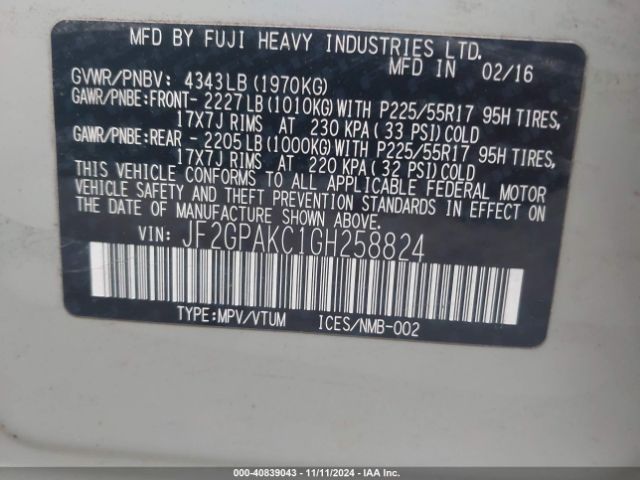 MFD BY FUJI HEAVY INDUSTRIES LTD.
MFD IN 02/16
GVWR/PNBV: 4343LB (1970KG)
GAWR/PNBE:FRONT- 2227LB(1010KG)WITH P225/55R17 95H TIRES,
17X7J RIMS AT 230 KPA( 33 PSI)COLD
GAWR/PNBE:REAR - 2205LB(1000KG)WITH P225/55R17 95H TIRES,
17X7J RIMS AT 220 KPA( 32 PSI)COLD
THIS VEHICLE CONFORMS TO ALL APPLICABLE FEDERAL MOTOR
VEHICLE SAFETY AND THEFT PREVENTION STANDARDS IN EFFECT ON
THE DATE OF MANUFACTURE SHOWN ABOVE.
VIN: JF2GPAKC1GH258824
TYPE:MPV/VTUM ICES/NMB-002
000-40839043 - 11/11/2024 - IAA Inc.